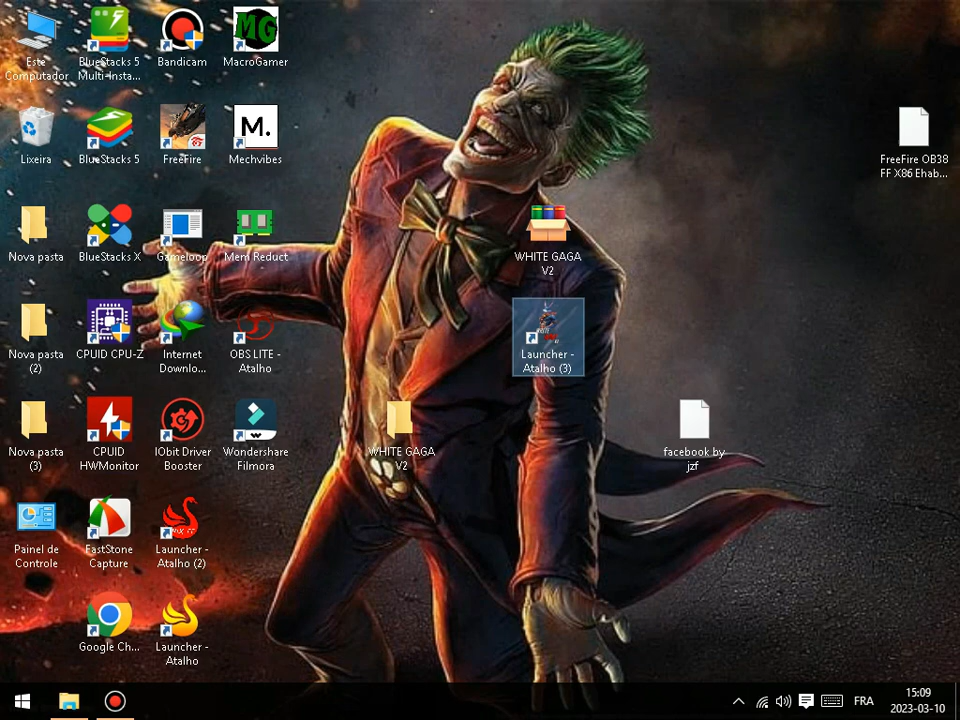 Este
Computador
BlueStacks 5
Multi-Insta...
Bandicam
MG
MacroGamer
Lixeira
BlueStacks 5
FreeFire
M.
Mechvibes
FreeFire OB38
FF X86 Ehab...
Nova pasta
BlueStacks X
Gameloop
Mem Reduct
WHITE GAGA
V2
Nova pasta
(2)
CPUID CPU-Z
Internet
Downlo...
OBS LITE -
Atalho
Launcher -
Atalho (3)
Nova pasta
(3)
CPUID
HWMonitor
IObit Driver
Booster
Wondershare
Filmora
WHITE GAGA
V2
facebook by
jzf
Painel de
Controle
FastStone
Capture
Launcher -
Atalho (2)
Google Ch...
Launcher -
Atalho
FRA
15:09
2023-03-10